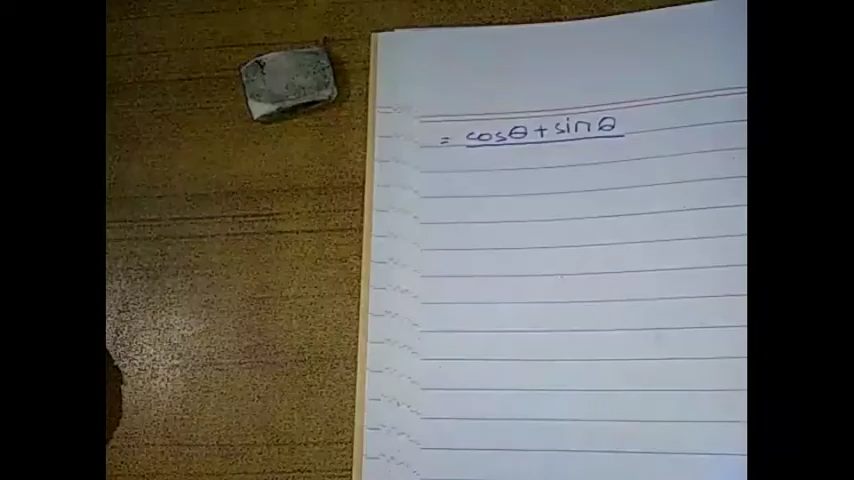 = cosθ + sinθ